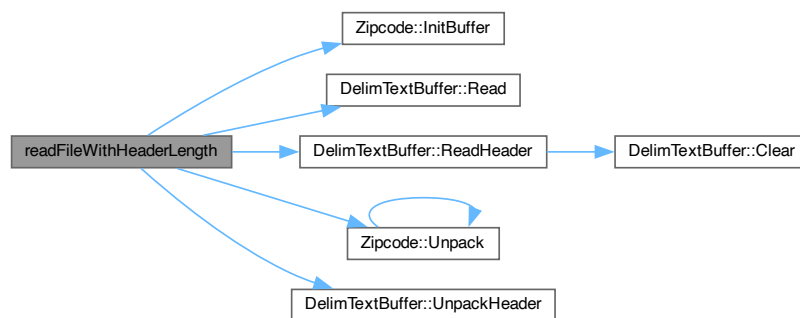 Zipcode::InitBuffer
DelimTextBuffer::Read
readFileWithHeaderLength
DelimTextBuffer::ReadHeader
DelimTextBuffer::Clear
Zipcode::Unpack
DelimTextBuffer::UnpackHeader